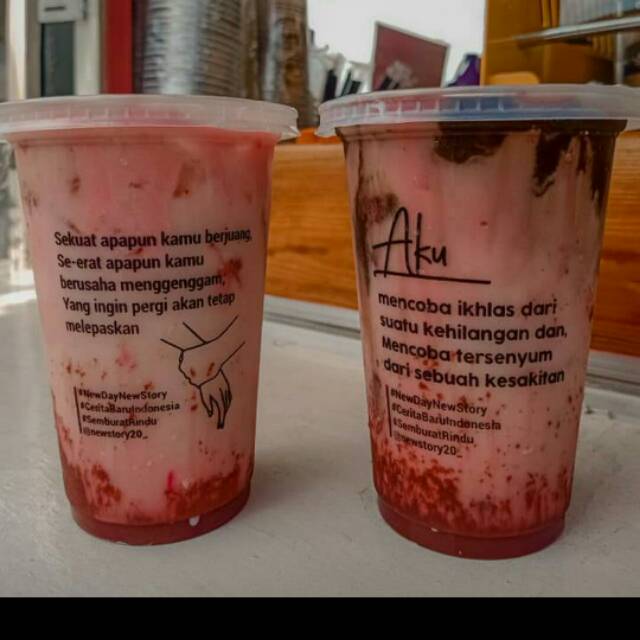 Sekuat apapun kamu berjuang,
Se-erat apapun kamu
berusaha menggenggam,
Yang ingin pergi akan tetap
melepaskan
#NewDayNewStory
#CeritaBaruIndonesia
#SemburatRindu
@newstory20_
Aku
mencoba ikhlas dari
suatu kehilangan dan,
Mencoba tersenyum
dari sebuah kesakitan
#NewDayNewStory
#CeritaBaruIndonesia
#SemburatRindu
@newstory20_